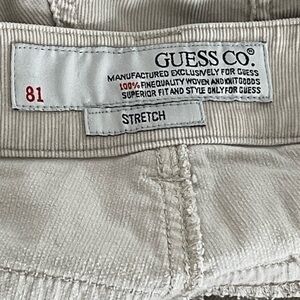 GUESS CO.
MANUFACTURED EXCLUSIVELY FOR GUESS
81
100% FINE QUALITY WOVEN AND KNIT GOODS
SUPERIOR FIT AND STYLE ONLY FOR GUESS
STRETCH